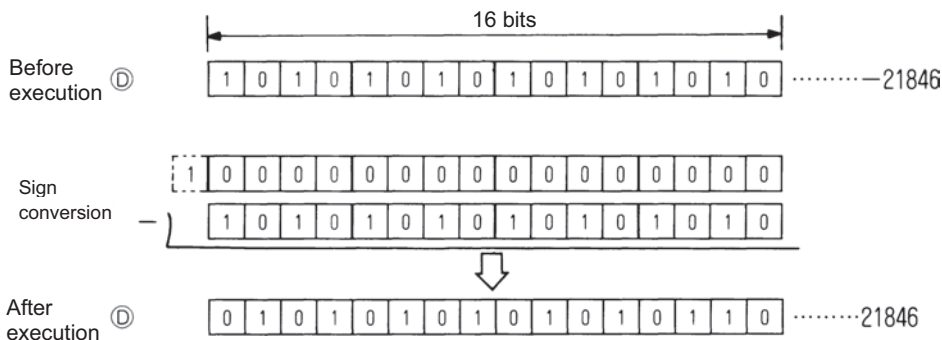 16 bits
Before
execution Ⓓ 1 0 1 0 1 0 1 0 1 0 1 0 1 0 1 0 ········ −21846
1 0 0 0 0 0 0 0 0 0 0 0 0 0 0 0 0
Sign
conversion − 1 0 1 0 1 0 1 0 1 0 1 0 1 0 1 0
After
execution Ⓓ 0 1 0 1 0 1 0 1 0 1 0 1 0 1 1 0 ········ 21846